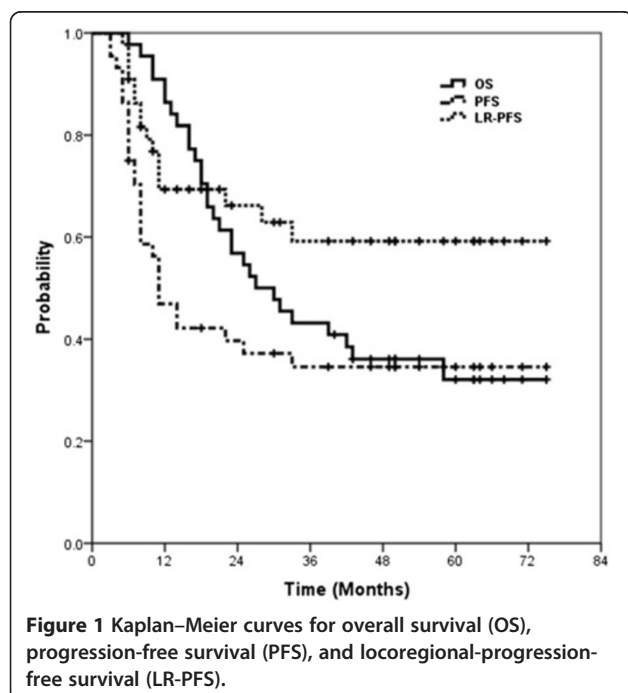 1.0
0.8
0.6
0.4
0.2
0.0
Probability
OS
PFS
LR-PFS
0 12 24 36 48 60 72 84
Time (Months)
Figure 1 Kaplan–Meier curves for overall survival (OS),
progression-free survival (PFS), and locoregional-progression-
free survival (LR-PFS).